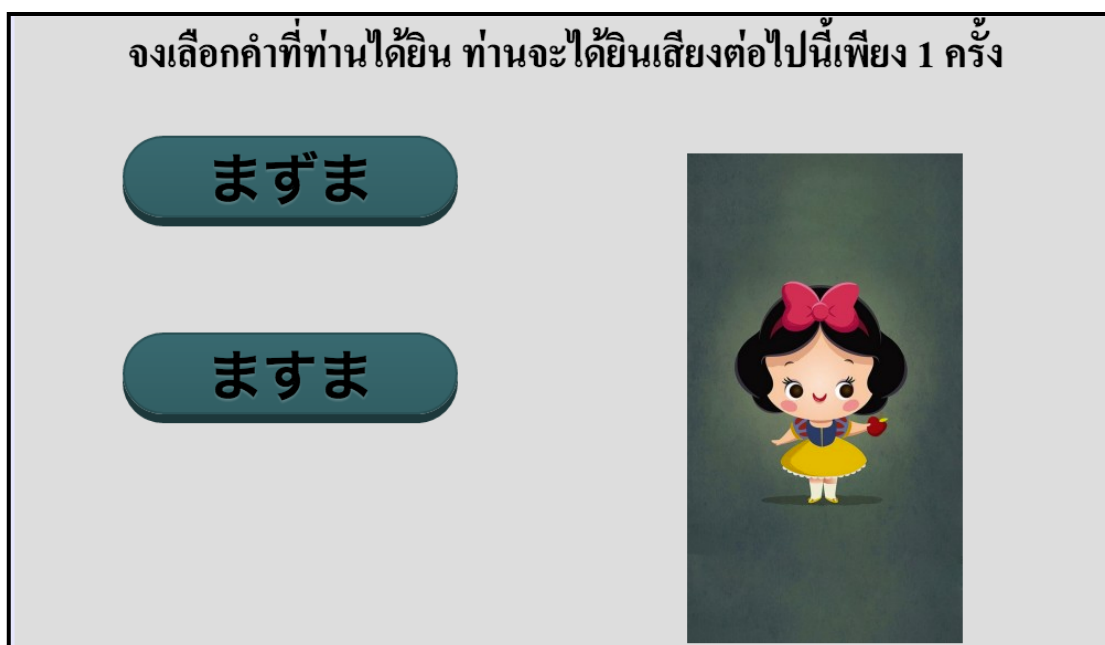 จงเลือกคำที่ท่านได้ยิน ท่านจะได้ยินเสียงต่อไปนี้เพียง 1 ครั้ง
まずま
ますま